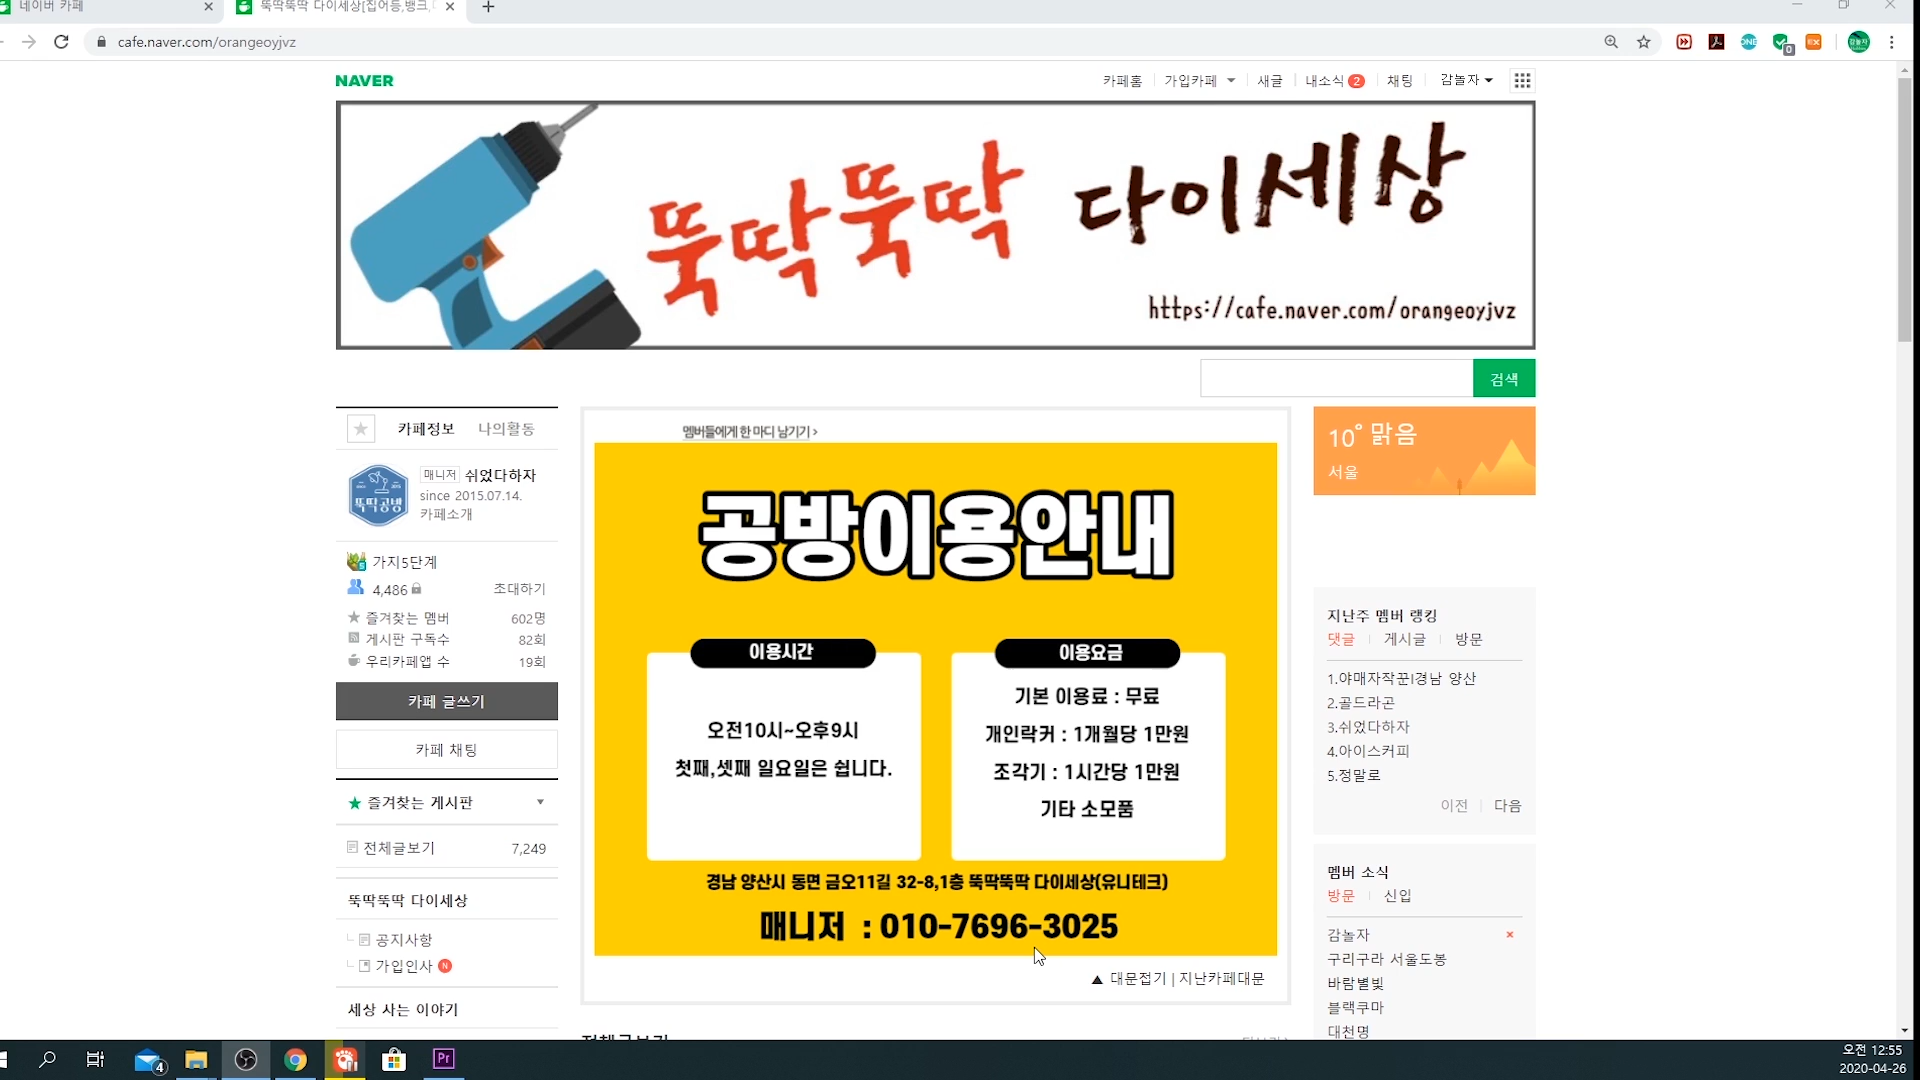 네이버 카페
뚝딱뚝딱 다이세상[집어등,뱅크,
cafe.naver.com/orangeoyjvz
NAVER
카페홈 가입카페 새글 내소식 2 채팅 감놀자
뚝딱뚝딱 다이세상
https://cafe.naver.com/orangeoyjvz
검색
카페정보 나의활동
매니저 쉬었다하자
since 2015.07.14.
카페소개
뚝딱공방
가지5단계
4,486 초대하기
즐겨찾는 멤버 602명
게시판 구독수 82회
우리카페앱 수 19회
카페 글쓰기
카페 채팅
즐겨찾는 게시판
전체글보기 7,249
뚝딱뚝딱 다이세상
공지사항
가입인사 N
세상 사는 이야기
멤버들에게 한 마디 남기기 >
공방이용안내
이용시간
오전10시~오후9시
첫째,셋째 일요일은 쉽니다.
이용요금
기본 이용료 : 무료
개인락커 : 1개월당 1만원
조각기 : 1시간당 1만원
기타 소모품
경남 양산시 동면 금오11길 32-8,1층 뚝딱뚝딱 다이세상(유니테크)
매니저 : 010-7696-3025
▲ 대문접기 | 지난카페대문
전체글보기
10° 맑음
서울
지난주 멤버 랭킹
댓글 게시글 방문
1.야매자작꾼l경남 양산
2.골드라곤
3.쉬었다하자
4.아이스커피
5.정말로
이전 다음
멤버 소식
방문 신입
감놀자
구리구라 서울도봉
바람별빛
블랙쿠마
대천명
4
Pr
오전 12:55
2020-04-26